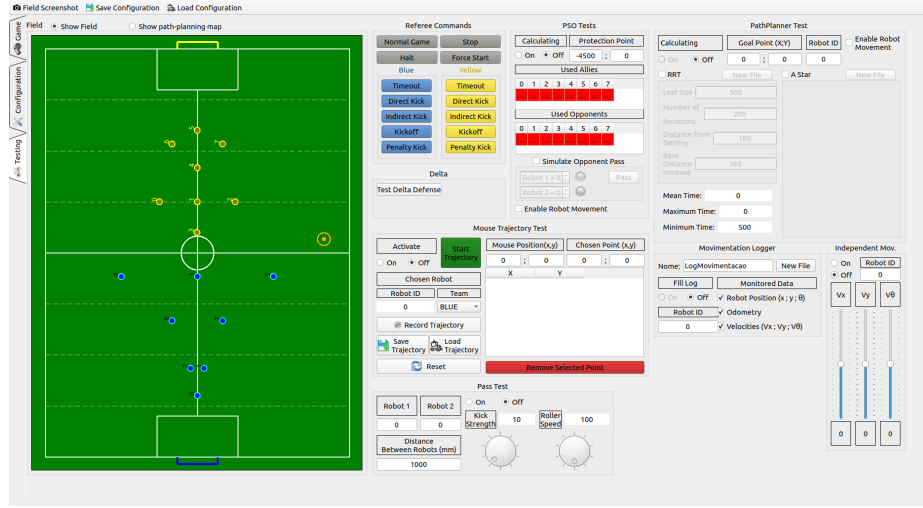 Field Screenshot Save Configuration Load Configuration
Game
Configuration
Testing
Field Show Field Show path-planning map
Referee Commands
Normal Game Stop
Halt Force Start
Blue Yellow
Timeout Timeout
Direct Kick Direct Kick
Indirect Kick Indirect Kick
Kickoff Kickoff
Penalty Kick Penalty Kick
Delta
Test Delta Defense
PSO Tests
Calculating Protection Point
On Off -4500 ; 0
Used Allies
0 1 2 3 4 5 6 7
Used Opponents
0 1 2 3 4 5 6 7
Simulate Opponent Pass
Robot 1 = 0 Pass
Robot 2 = 0
Enable Robot Movement
PathPlanner Test
Calculating Goal Point (X;Y) Robot ID Enable Robot Movement
On Off 0 ; 0 0
RRT New File A Star New File
Leaf Size 500
Number of Iterations 200
Distance from Destiny 180
Base Distance Increase 360
Mean Time: 0
Maximum Time: 0
Minimum Time: 500
Mouse Trajectory Test
Activate Start Trajectory
On Off
Chosen Robot
Robot ID Team
0 BLUE
Record Trajectory
Save Trajectory Load Trajectory
Reset
Mouse Position(x,y) Chosen Point (x,y)
0 ; 0 0 ; 0
X Y
Remove Selected Point
Movimentation Logger
Name: LogMovimentacao New File
Fill Log Monitored Data
On Off Robot Position (x ; y ; θ)
Robot ID Odometry
0 Velocities (Vx ; Vy ; Vθ)
Independent Mov.
On Robot ID
Off 0
Vx Vy Vθ
0 0 0
Pass Test
Robot 1 Robot 2 On Off
0 0 Kick Strength 10 Roller Speed 100
Distance
Between Robots (mm)
1000